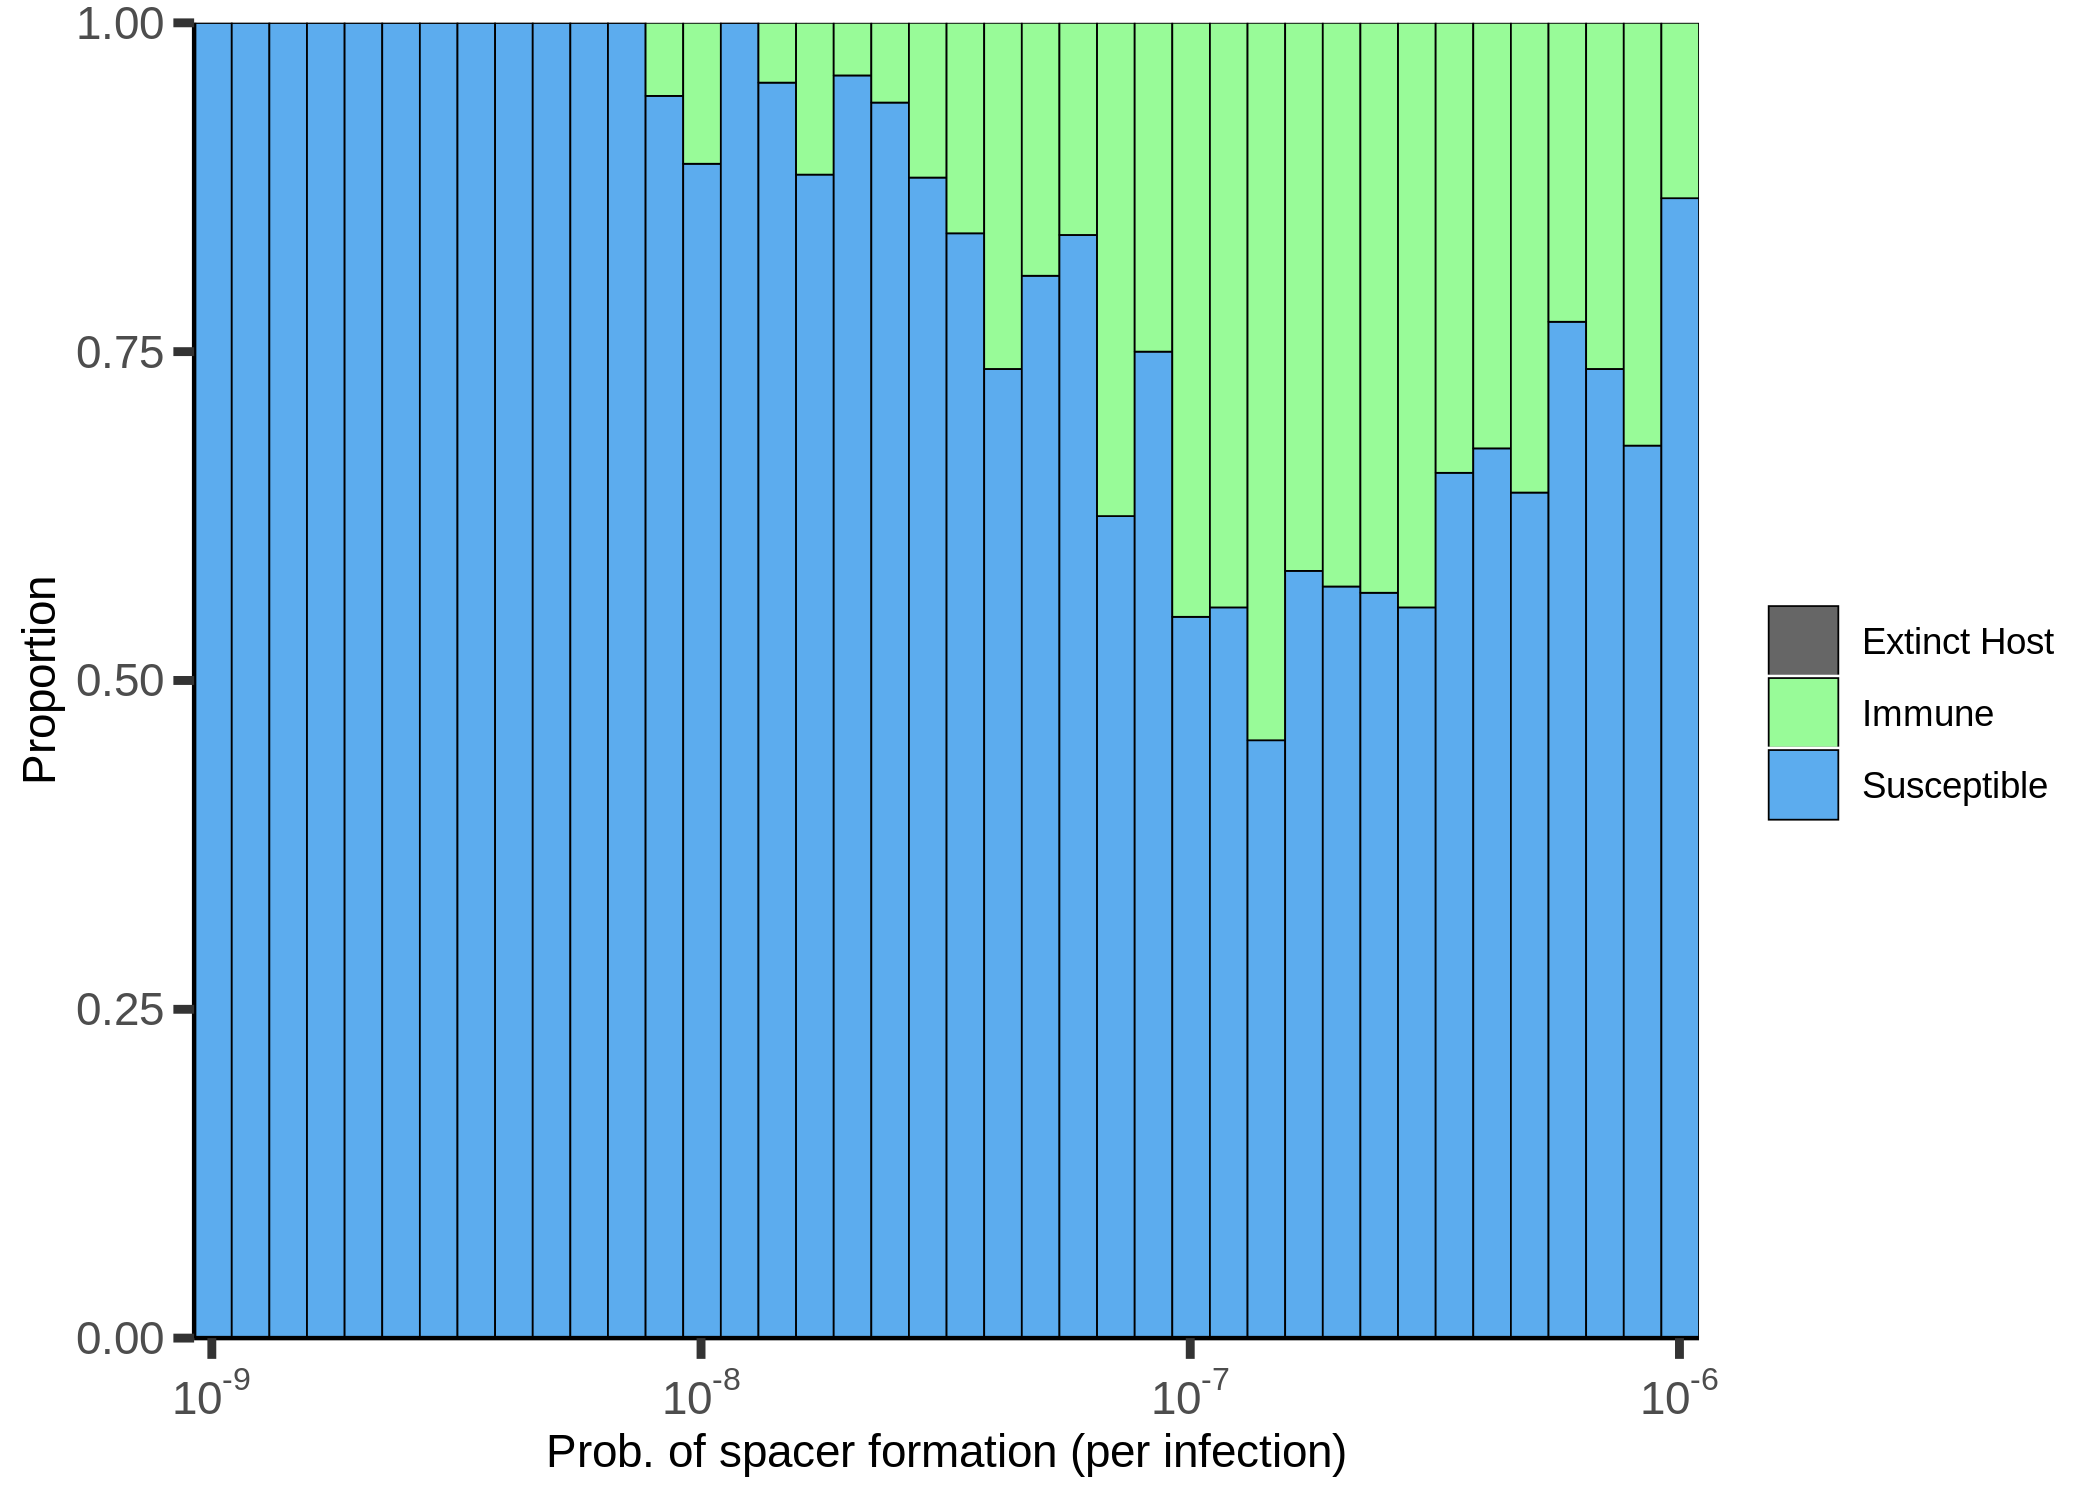 1.00
0.75
0.50
0.25
0.00
Proportion
10-9
10-8
10-7
10-6
Prob. of spacer formation (per infection)
Extinct Host
Immune
Susceptible